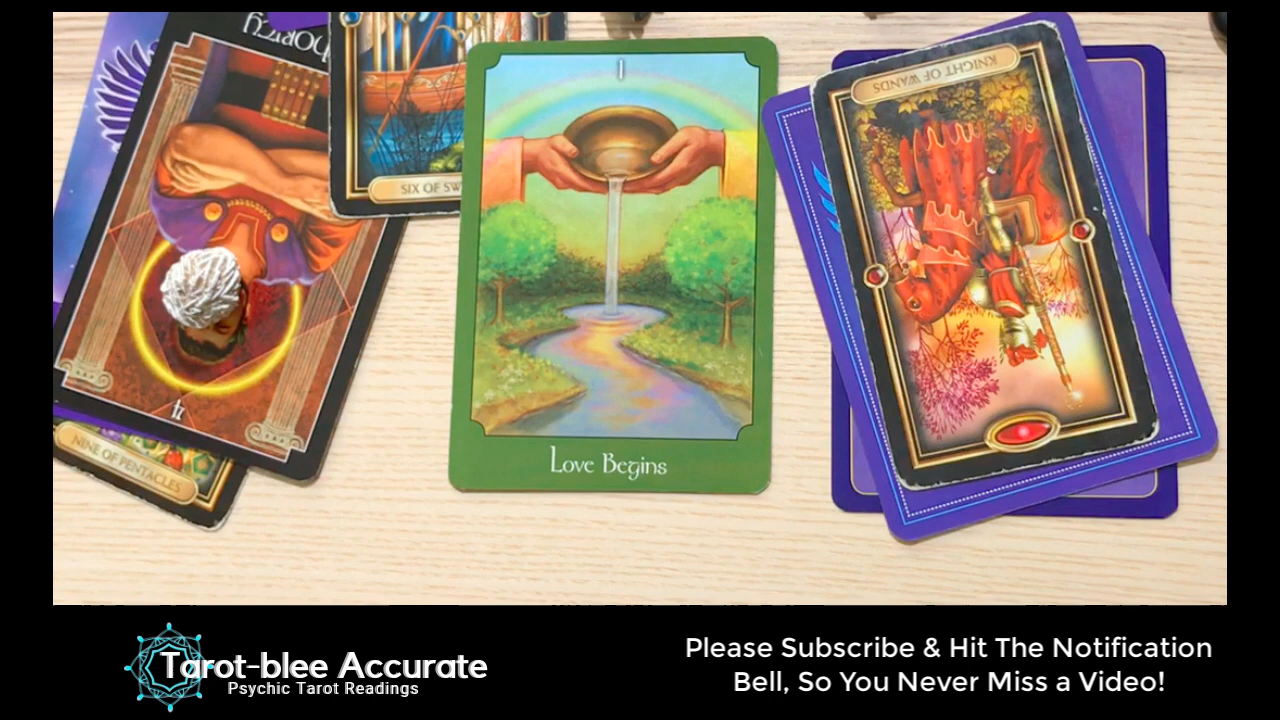 SIX OF SW
I
KNIGHT OF WANDS
NINE OF PENTACLES
Love Begins
Tarot-blee Accurate
Psychic Tarot Readings
Please Subscribe & Hit The Notification
Bell, So You Never Miss a Video!